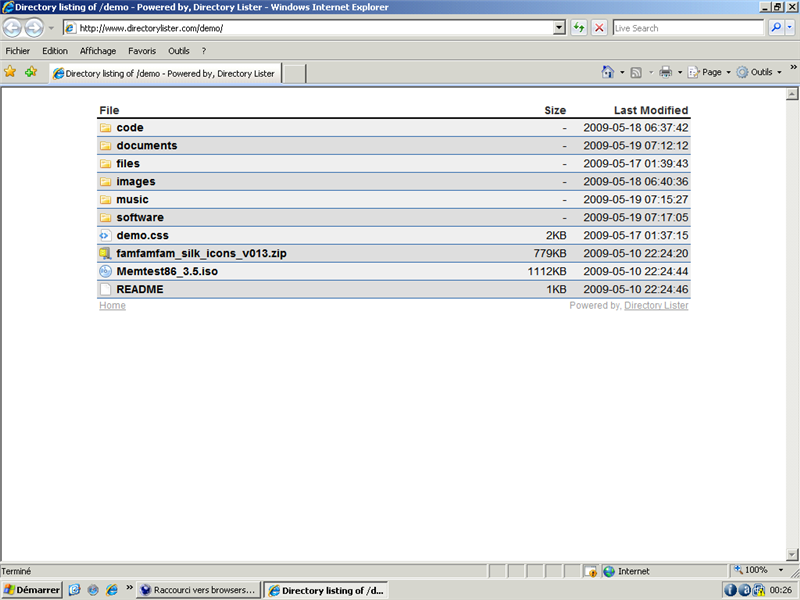 Directory listing of /demo - Powered by, Directory Lister - Windows Internet Explorer
http://www.directorylister.com/demo/
Live Search
Fichier Edition Affichage Favoris Outils ?
Directory listing of /demo - Powered by, Directory Lister
Page Outils »
File Size Last Modified
code - 2009-05-18 06:37:42
documents - 2009-05-19 07:12:12
files - 2009-05-17 01:39:43
images - 2009-05-18 06:40:36
music - 2009-05-19 07:15:27
software - 2009-05-19 07:17:05
demo.css 2KB 2009-05-17 01:37:15
famfamfam_silk_icons_v013.zip 779KB 2009-05-10 22:24:20
Memtest86_3.5.iso 1112KB 2009-05-10 22:24:44
README 1KB 2009-05-10 22:24:46
Home Powered by, Directory Lister
Terminé Internet 100%
Démarrer » Raccourci vers browsers... Directory listing of /d... 00:26